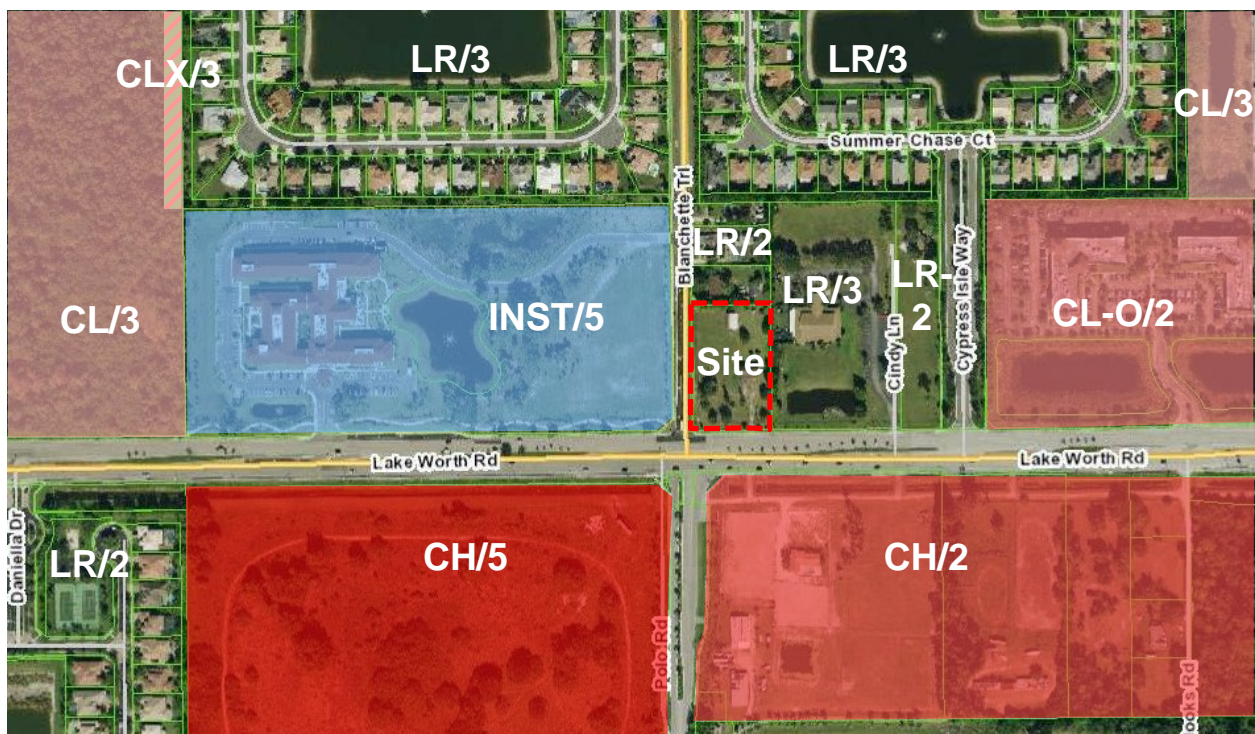 LR/3
LR/3
CLX/3
CL/3
Summer Chase Ct
Blanchette Trl
LR/2
Cypress Isle Way
LR-
2
LR/3
CL/3
INST/5
CL-O/2
Site
Cindy Ln
Lake Worth Rd
Lake Worth Rd
Daniella Dr
LR/2
CH/5
CH/2
Polo Rd